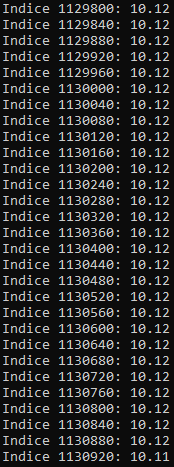 Indice 1129800: 10.12
Indice 1129840: 10.12
Indice 1129880: 10.12
Indice 1129920: 10.12
Indice 1129960: 10.12
Indice 1130000: 10.12
Indice 1130040: 10.12
Indice 1130080: 10.12
Indice 1130120: 10.12
Indice 1130160: 10.12
Indice 1130200: 10.12
Indice 1130240: 10.12
Indice 1130280: 10.12
Indice 1130320: 10.12
Indice 1130360: 10.12
Indice 1130400: 10.12
Indice 1130440: 10.12
Indice 1130480: 10.12
Indice 1130520: 10.12
Indice 1130560: 10.12
Indice 1130600: 10.12
Indice 1130640: 10.12
Indice 1130680: 10.12
Indice 1130720: 10.12
Indice 1130760: 10.12
Indice 1130800: 10.12
Indice 1130840: 10.12
Indice 1130880: 10.12
Indice 1130920: 10.11